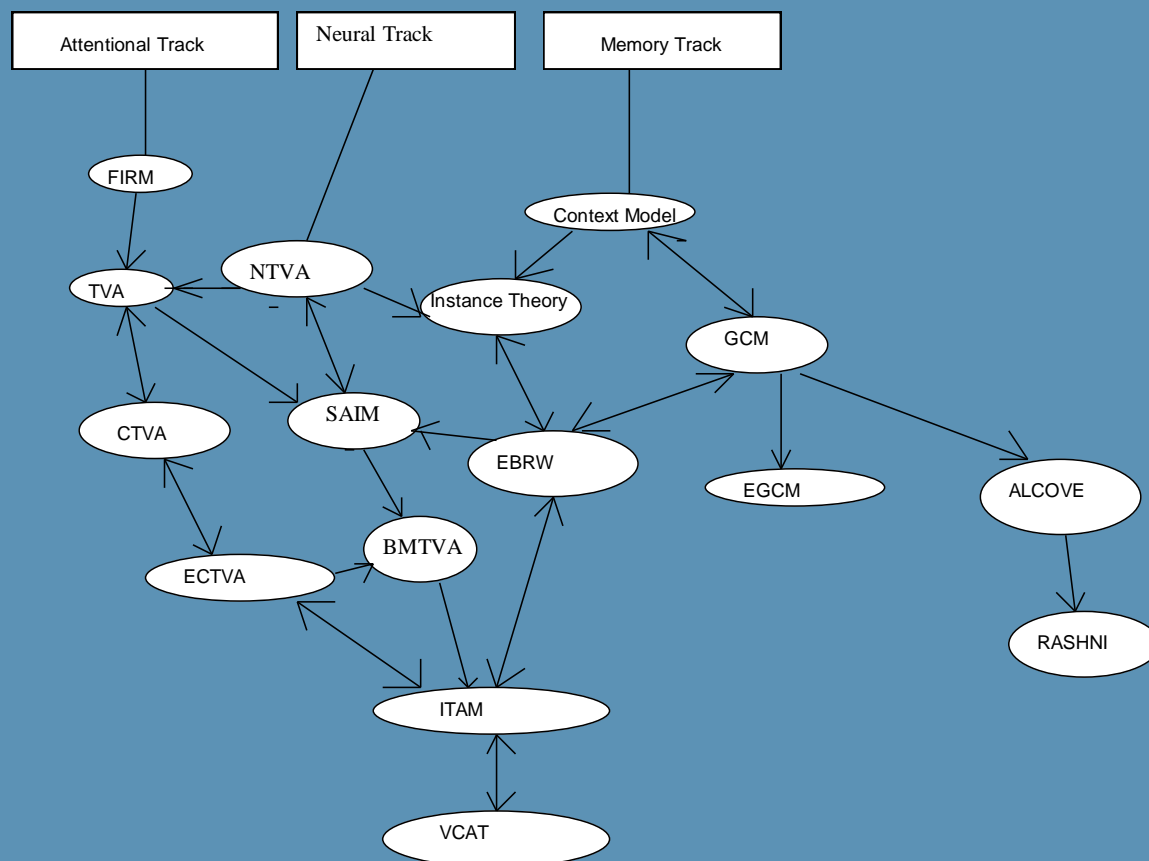 Attentional Track
Neural Track
Memory Track
FIRM
Context Model
NTVA
TVA
Instance Theory
GCM
SAIM
CTVA
EBRW
EGCM
ALCOVE
BMTVA
ECTVA
RASHNI
ITAM
VCAT